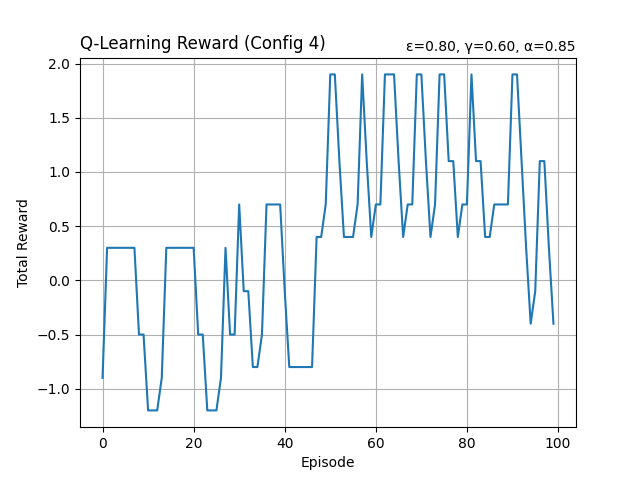 Q-Learning Reward (Config 4)
ε=0.80, γ=0.60, α=0.85
Total Reward
2.0
1.5
1.0
0.5
0.0
−0.5
−1.0
0 20 40 60 80 100
Episode